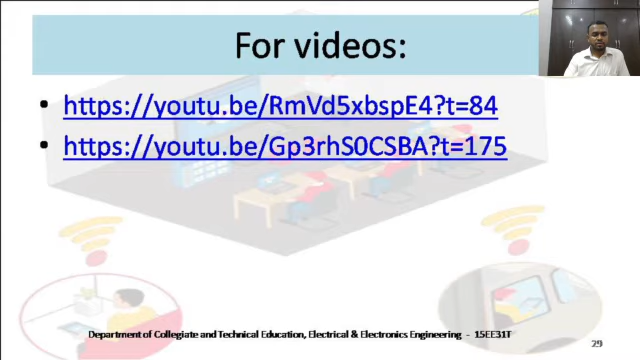 For videos:
• https://youtu.be/RmVd5xbspE4?t=84
• https://youtu.be/Gp3rhS0CSBA?t=175
Department of Collegiate and Technical Education, Electrical & Electronics Engineering - 15EE31T
29